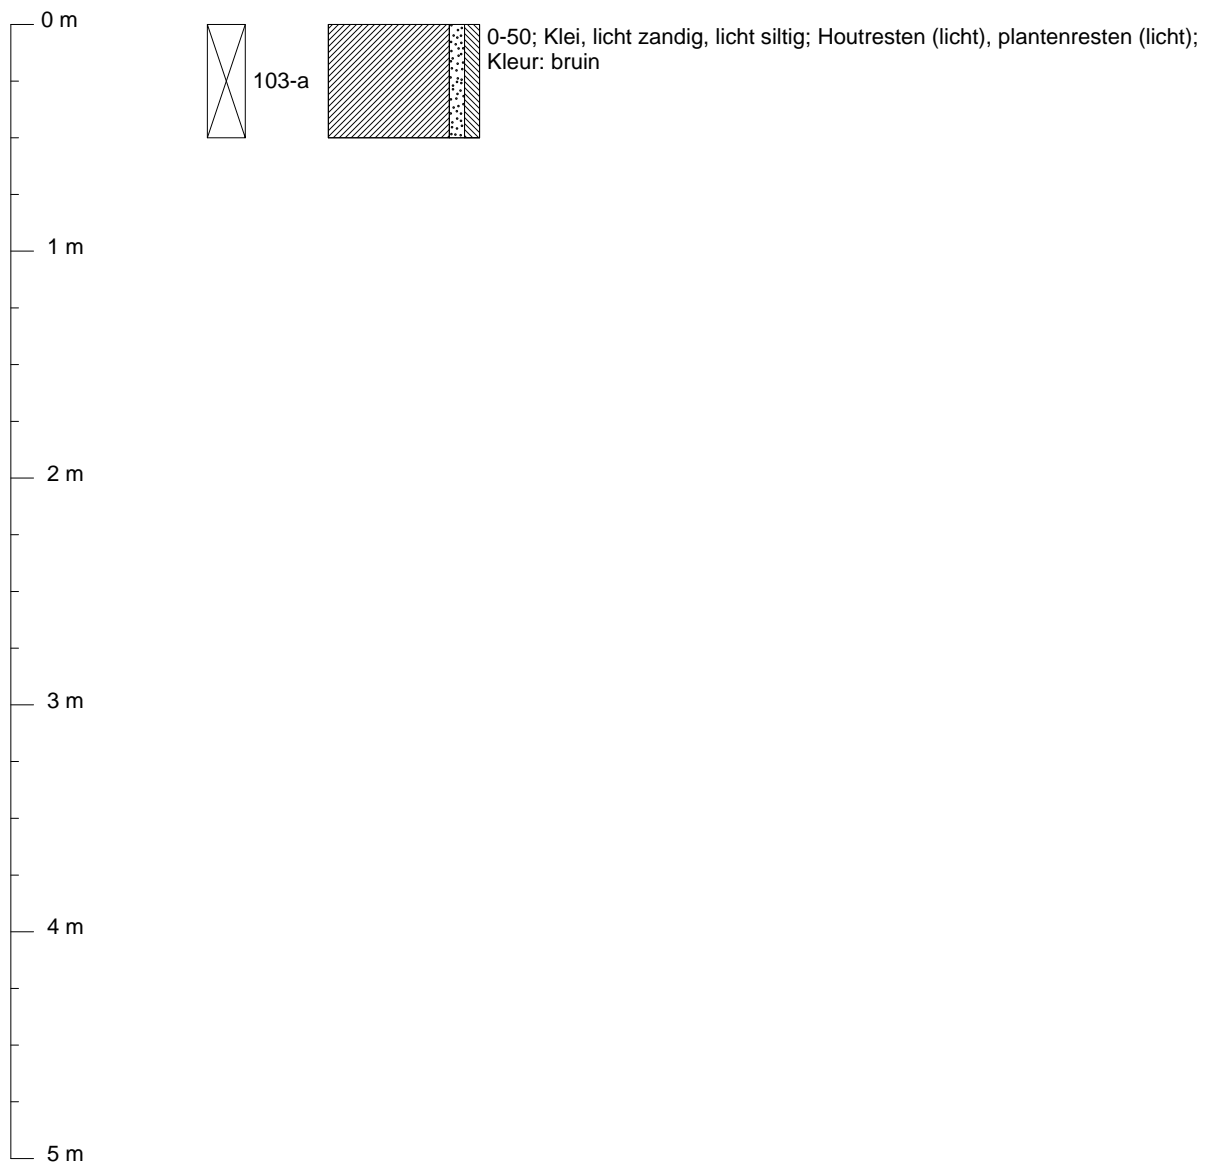 0 m
0-50; Klei, licht zandig, licht siltig; Houtresten (licht), plantenresten (licht);
Kleur: bruin
103-a
1 m
2 m
3 m
4 m
5 m